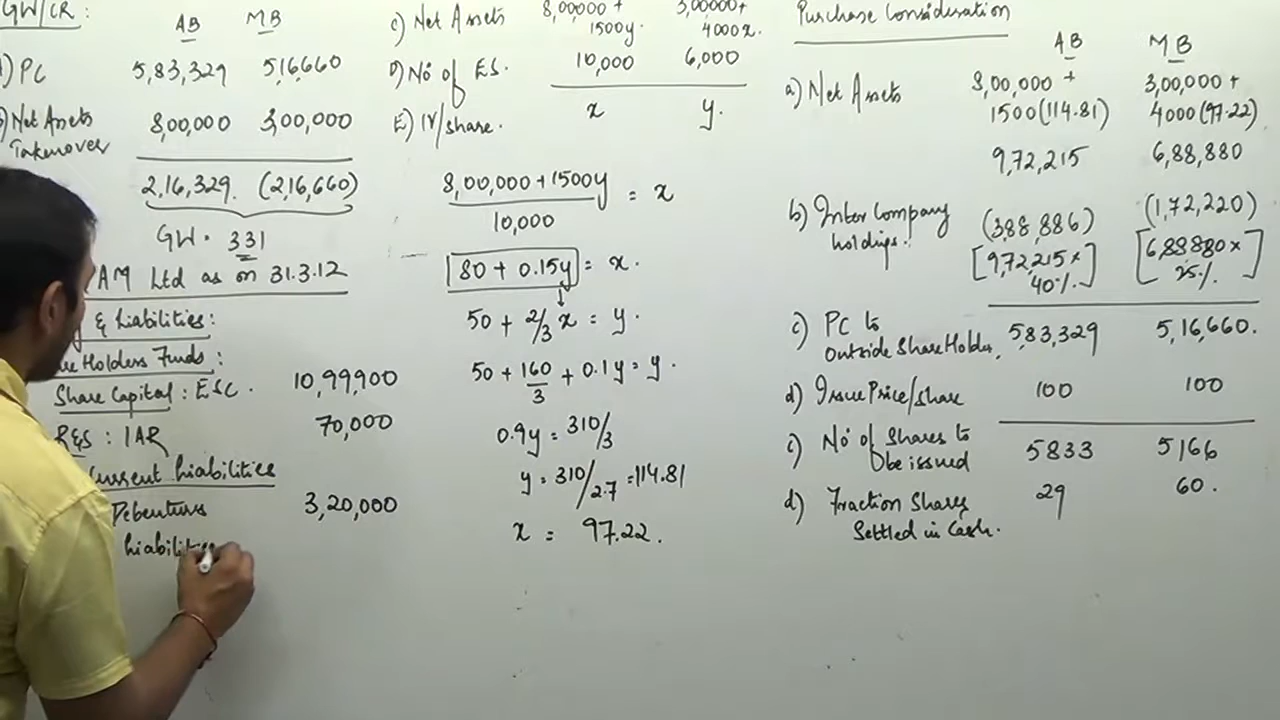 GW/CR:
AB MB
PC 5,83,329 5,16,660
Net Assets 8,00,000 3,00,000
Takenover
2,16,329. (2,16,660)
GW. 331
AM Ltd as on 31.3.12
& Liabilities:
Holders Funds:
Share Capital: ESC. 10,99,900
R&S: IAR 70,000
Current Liabilities
Debentures 3,20,000
Liabilities
c) Net Assets 8,00,000+ 3,00,000+
1500y. 4000x.
D) No of ES. 10,000 6,000
E) IV/share. x y.
8,00,000+1500y = x
10,000
80 + 0.15y = x.
50 + 2/3 x = y.
50 + 160/3 + 0.1y = y.
0.9y = 310/3
y = 310/2.7 = 114.81
x = 97.22.
Purchase Consideration
AB MB
a) Net Assets 8,00,000 + 3,00,000 +
1500(114.81) 4000(97.22)
9,72,215 6,88,880
b) Inter Company (3,88,886) (1,72,220)
holdings. [9,72,215 x 40%] [6,88,880 x 25%]
c) PC to
Outside Share Holders 5,83,329 5,16,660.
d) Issue Price/Share 100 100
e) No of Shares to 5833 5166
be issued
d) Fraction Shares 29 60.
Settled in Cash.